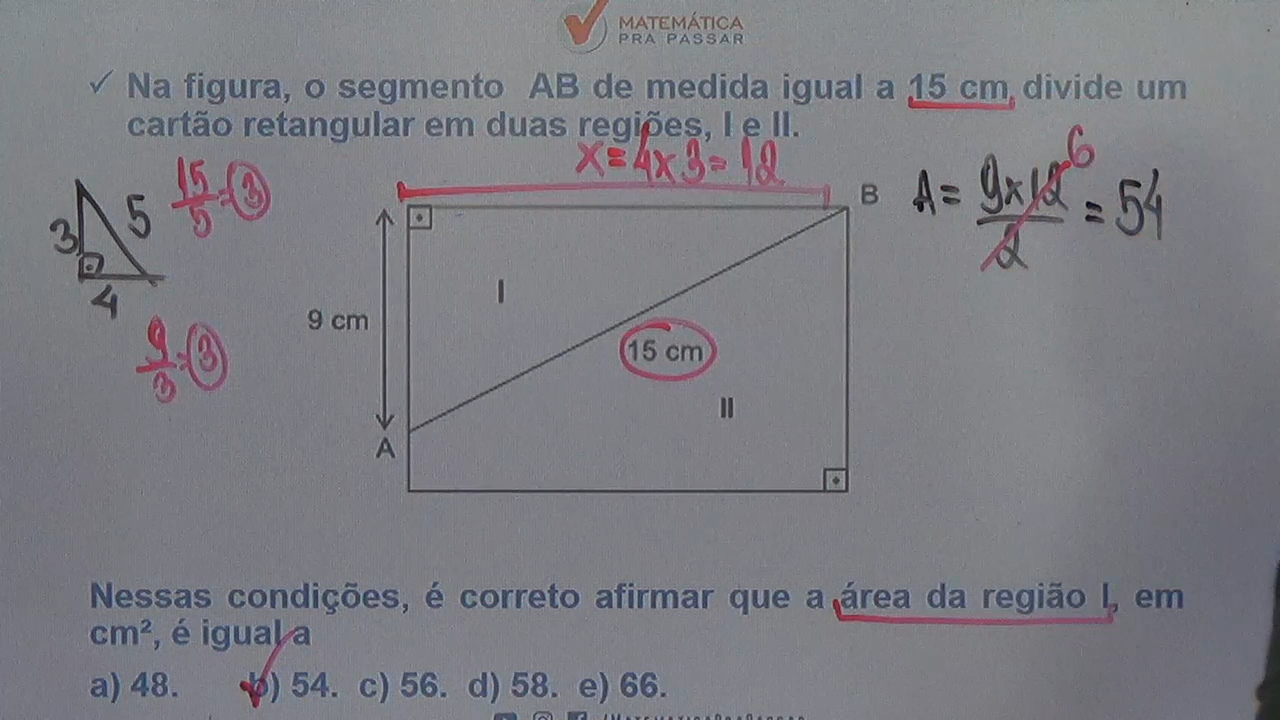 MATEMÁTICA
PRA PASSAR
✓ Na figura, o segmento AB de medida igual a 15 cm, divide um
cartão retangular em duas regiões, I e II.
x = 4x3 = 12
3
5
4
15/5 = 3
9/3 = 3
A = 9x12/2 = 54
6
B
I
9 cm
15 cm
II
A
Nessas condições, é correto afirmar que a área da região I, em
cm², é igual a
a) 48. b) 54. c) 56. d) 58. e) 66.